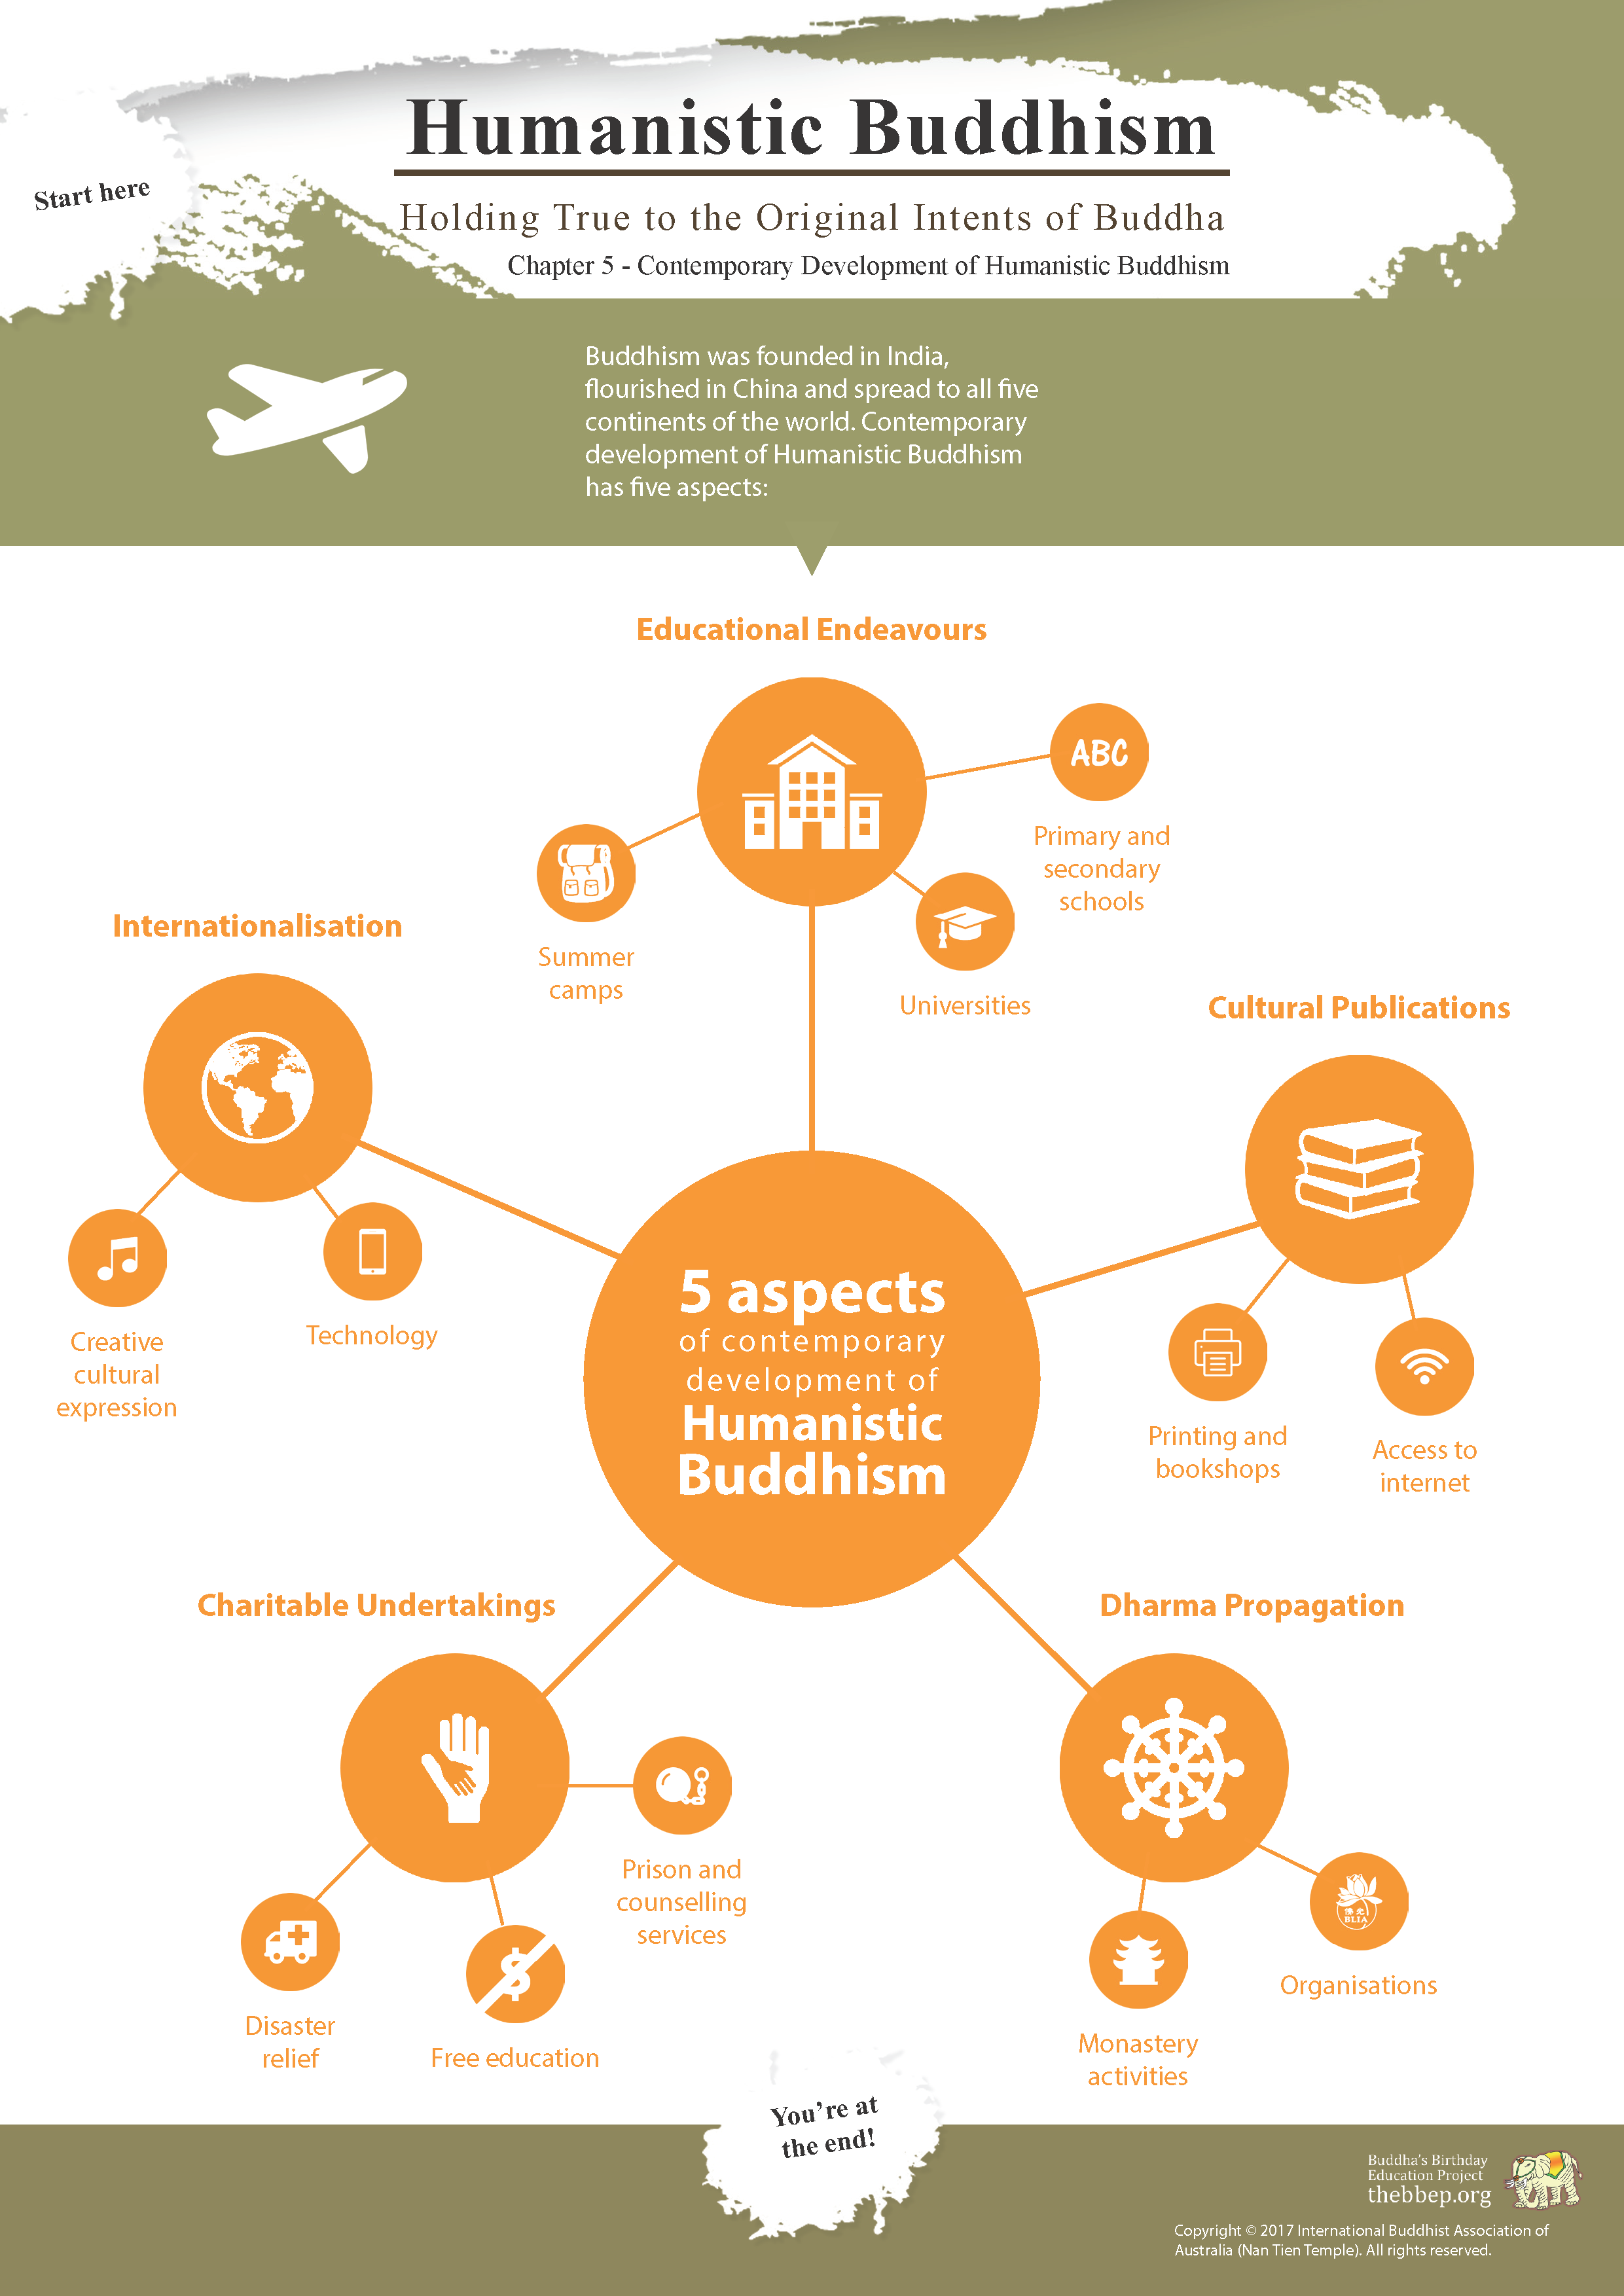 Start here
Humanistic Buddhism
Holding True to the Original Intents of Buddha
Chapter 5 - Contemporary Development of Humanistic Buddhism
Buddhism was founded in India,
flourished in China and spread to all five
continents of the world. Contemporary
development of Humanistic Buddhism
has five aspects:
Educational Endeavours
ABC
Primary and
secondary
schools
Summer
camps
Universities
Internationalisation
Creative
cultural
expression
Technology
Cultural Publications
Printing and
bookshops
Access to
internet
5 aspects
of contemporary
development of
Humanistic
Buddhism
Charitable Undertakings
Prison and
counselling
services
Disaster
relief
$
Free education
Dharma Propagation
佛光
BLIA
Organisations
Monastery
activities
You're at
the end!
Buddha's Birthday
Education Project
thebbep.org
Copyright © 2017 International Buddhist Association of
Australia (Nan Tien Temple). All rights reserved.